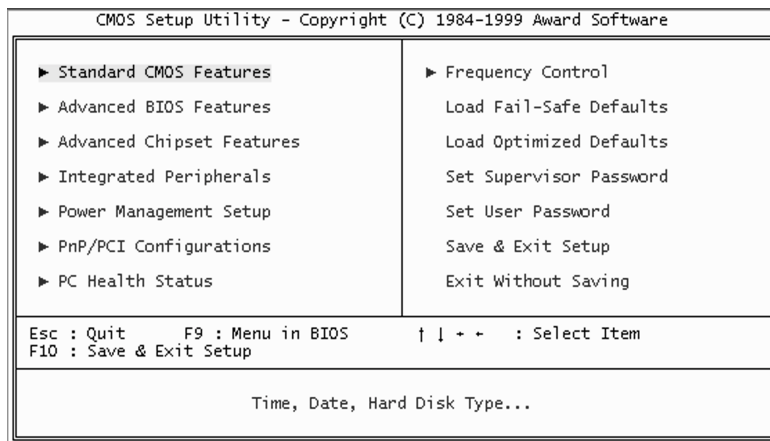 CMOS Setup Utility - Copyright (C) 1984-1999 Award Software
▶ Standard CMOS Features
▶ Advanced BIOS Features
▶ Advanced Chipset Features
▶ Integrated Peripherals
▶ Power Management Setup
▶ PnP/PCI Configurations
▶ PC Health Status
▶ Frequency Control
Load Fail-Safe Defaults
Load Optimized Defaults
Set Supervisor Password
Set User Password
Save & Exit Setup
Exit Without Saving
Esc : Quit F9 : Menu in BIOS ↑ ↓ ← ← : Select Item
F10 : Save & Exit Setup
Time, Date, Hard Disk Type...